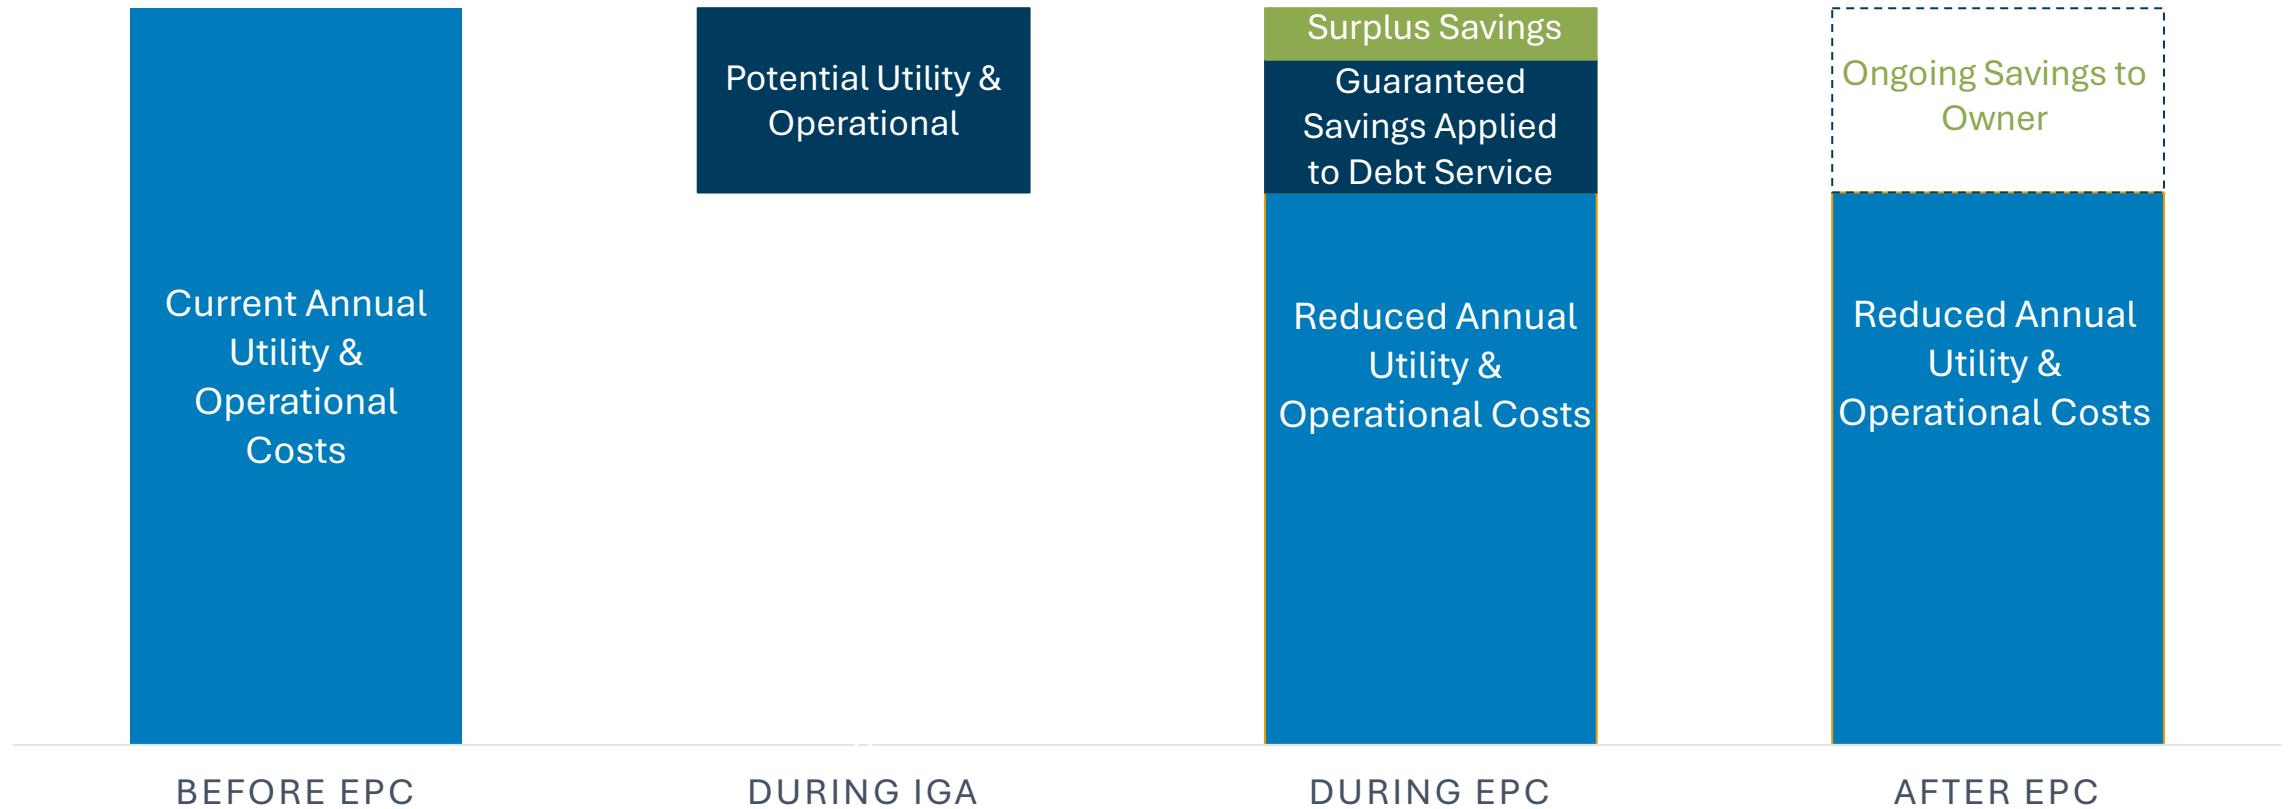 Current Annual
Utility &
Operational
Costs
BEFORE EPC
Potential Utility &
Operational
DURING IGA
Surplus Savings
Guaranteed
Savings Applied
to Debt Service
Reduced Annual
Utility &
Operational Costs
DURING EPC
Ongoing Savings to
Owner
Reduced Annual
Utility &
Operational Costs
AFTER EPC